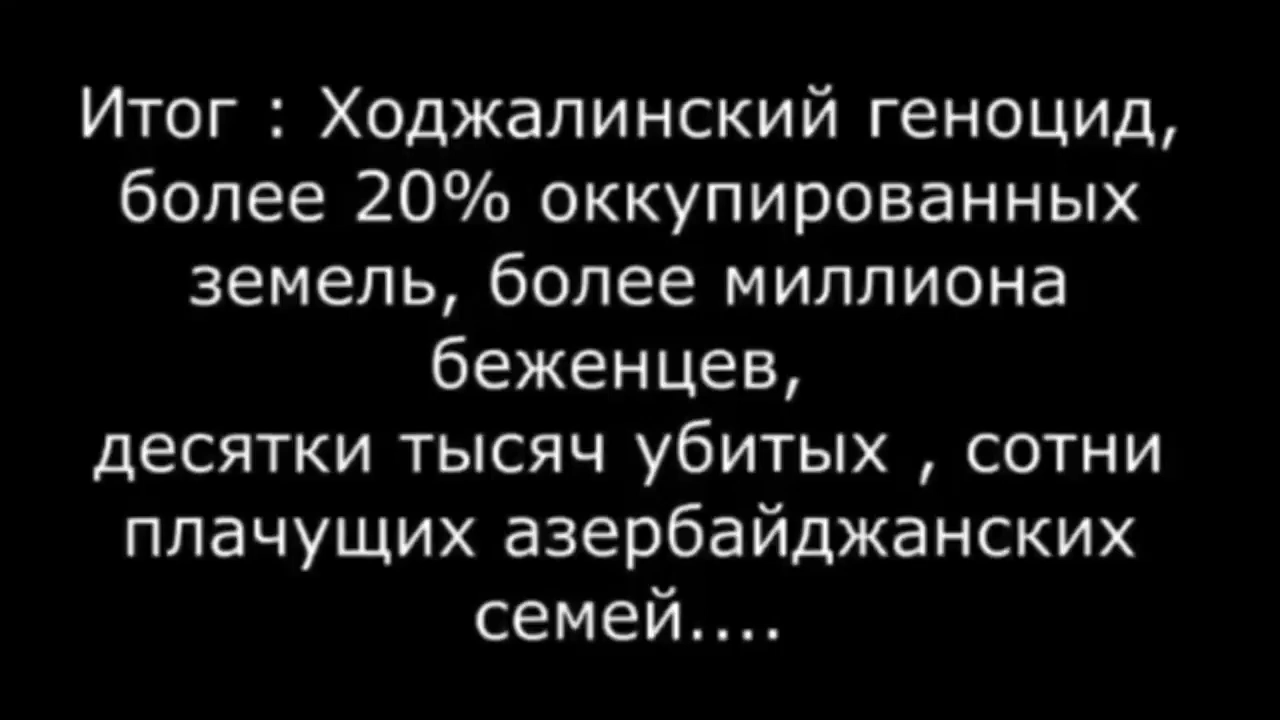 Итог : Ходжалинский геноцид,
более 20% оккупированных
земель, более миллиона
беженцев,
десятки тысяч убитых , сотни
плачущих азербайджанских
семей....